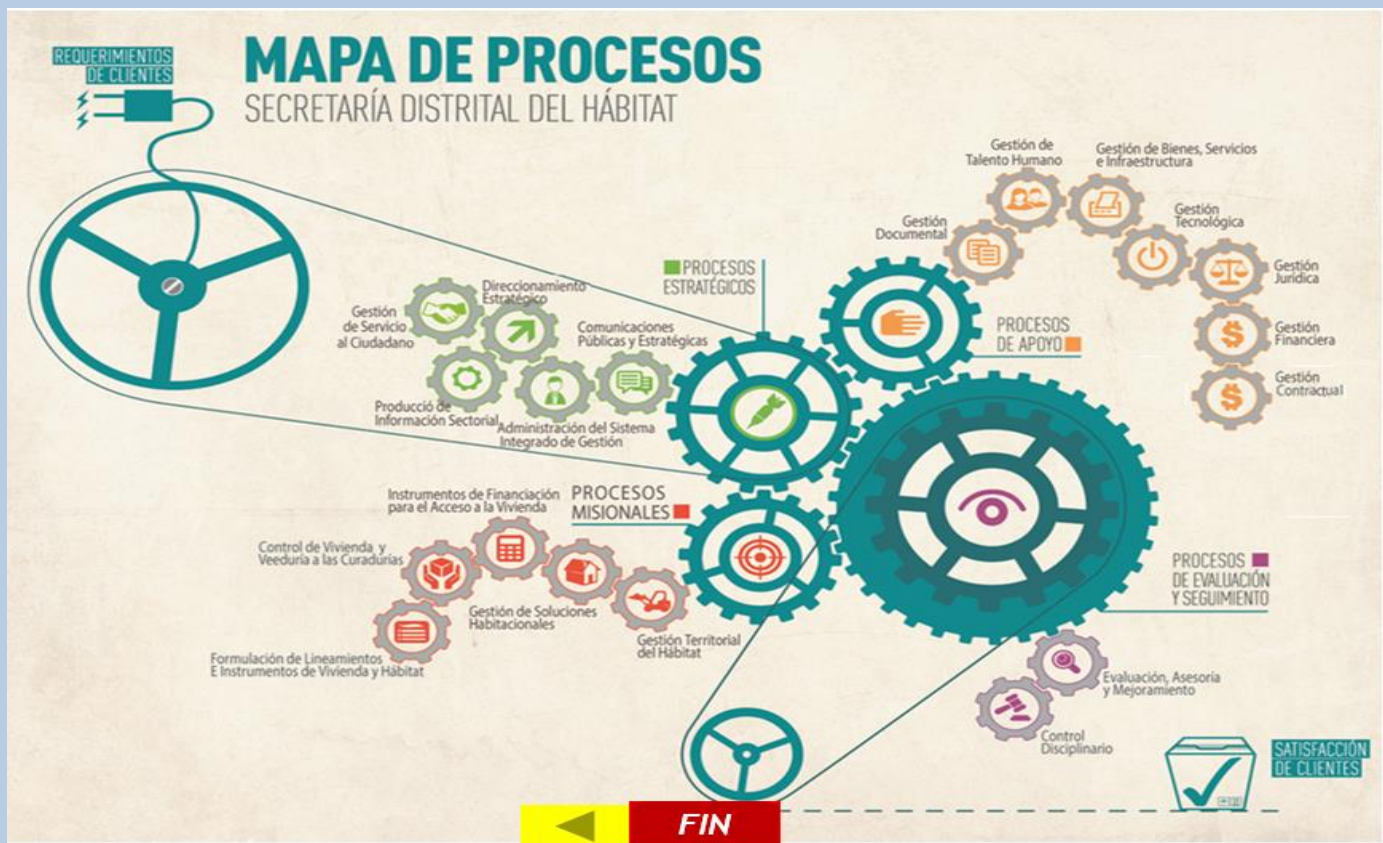 REQUERIMIENTOS
DE CLIENTES
MAPA DE PROCESOS
SECRETARÍA DISTRITAL DEL HÁBITAT
Gestión de
Talento Humano
Gestión de Bienes, Servicios
e Infraestructura
Gestión
Documental
Gestión
Tecnológica
Gestión
Jurídica
Gestión
Financiera
Gestión
Contractual
PROCESOS
DE APOYO
PROCESOS
ESTRATÉGICOS
Direccionamiento
Estratégico
Gestión
de Servicio
al Ciudadano
Comunicaciones
Públicas y Estratégicas
Producció de
Información Sectorial
Administración del Sistema
Integrado de Gestión
PROCESOS
MISIONALES
Instrumentos de Financiación
para el Acceso a la Vivienda
Control de Vivienda y
Veeduría a las Curadurías
Gestión de Soluciones
Habitacionales
Gestión Territorial
del Hábitat
Formulación de Lineamientos
E Instrumentos de Vivienda y Hábitat
PROCESOS
DE EVALUACIÓN
Y SEGUIMIENTO
Evaluación, Asesoría
y Mejoramiento
Control
Disciplinario
SATISFACCIÓN
DE CLIENTES
FIN